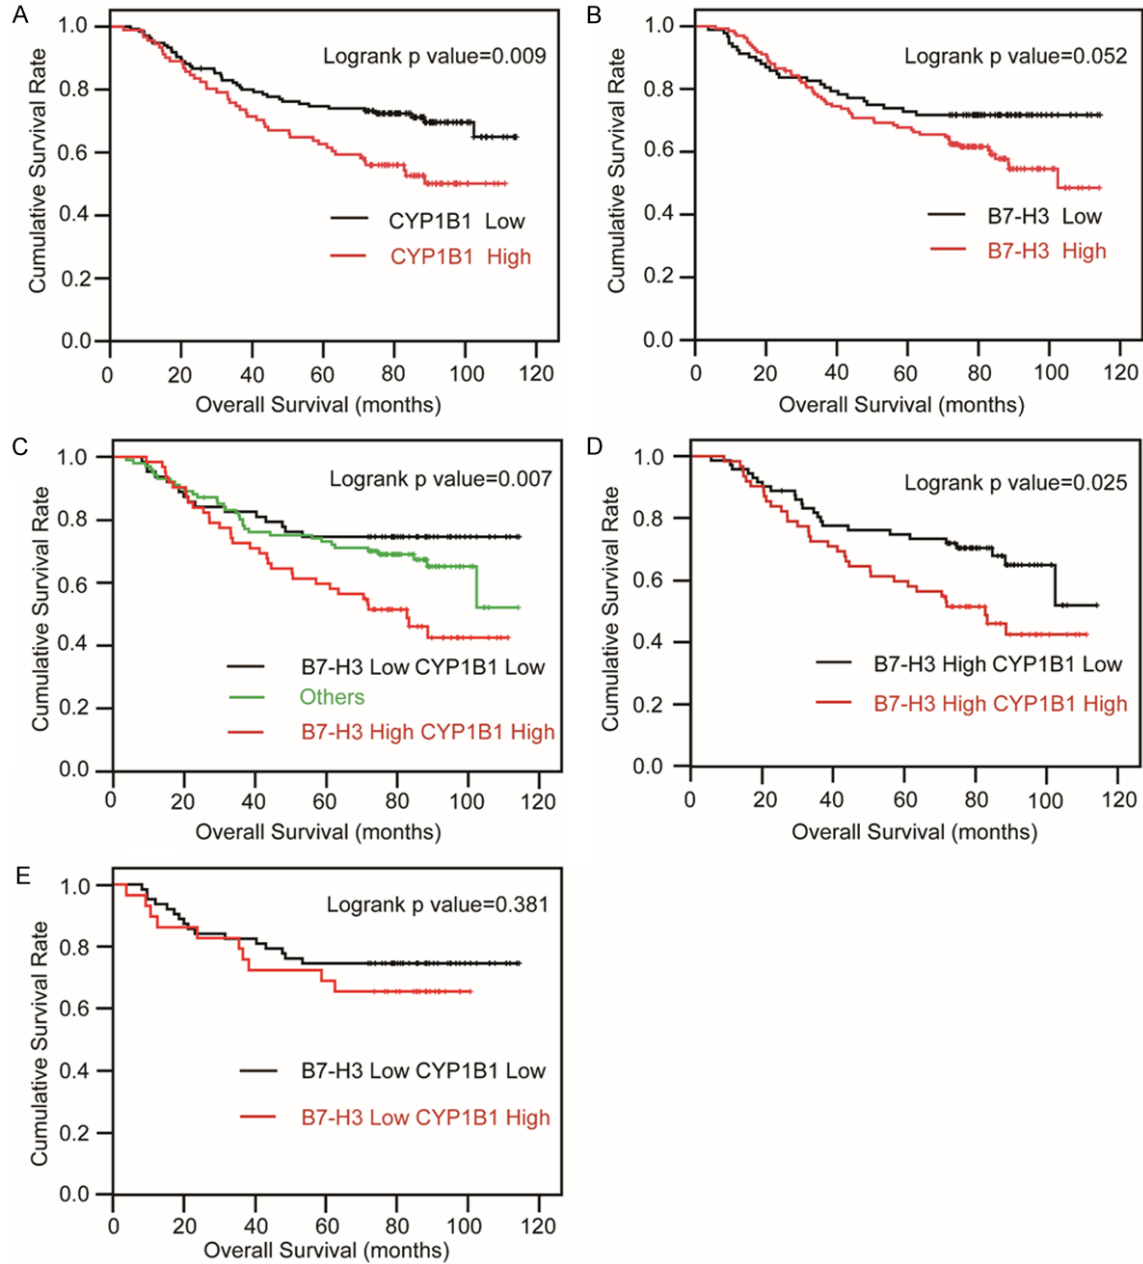 A
Cumulative Survival Rate
1.0
0.8
0.6
0.4
0.2
0.0
Logrank p value=0.009
CYP1B1 Low
CYP1B1 High
0 20 40 60 80 100 120
Overall Survival (months)
B
Cumulative Survival Rate
1.0
0.8
0.6
0.4
0.2
0.0
Logrank p value=0.052
B7-H3 Low
B7-H3 High
0 20 40 60 80 100 120
Overall Survival (months)
C
Cumulative Survival Rate
1.0
0.8
0.6
0.4
0.2
0.0
Logrank p value=0.007
B7-H3 Low CYP1B1 Low
Others
B7-H3 High CYP1B1 High
0 20 40 60 80 100 120
Overall Survival (months)
D
Cumulative Survival Rate
1.0
0.8
0.6
0.4
0.2
0.0
Logrank p value=0.025
B7-H3 High CYP1B1 Low
B7-H3 High CYP1B1 High
0 20 40 60 80 100 120
Overall Survival (months)
E
Cumulative Survival Rate
1.0
0.8
0.6
0.4
0.2
0.0
Logrank p value=0.381
B7-H3 Low CYP1B1 Low
B7-H3 Low CYP1B1 High
0 20 40 60 80 100 120
Overall Survival (months)